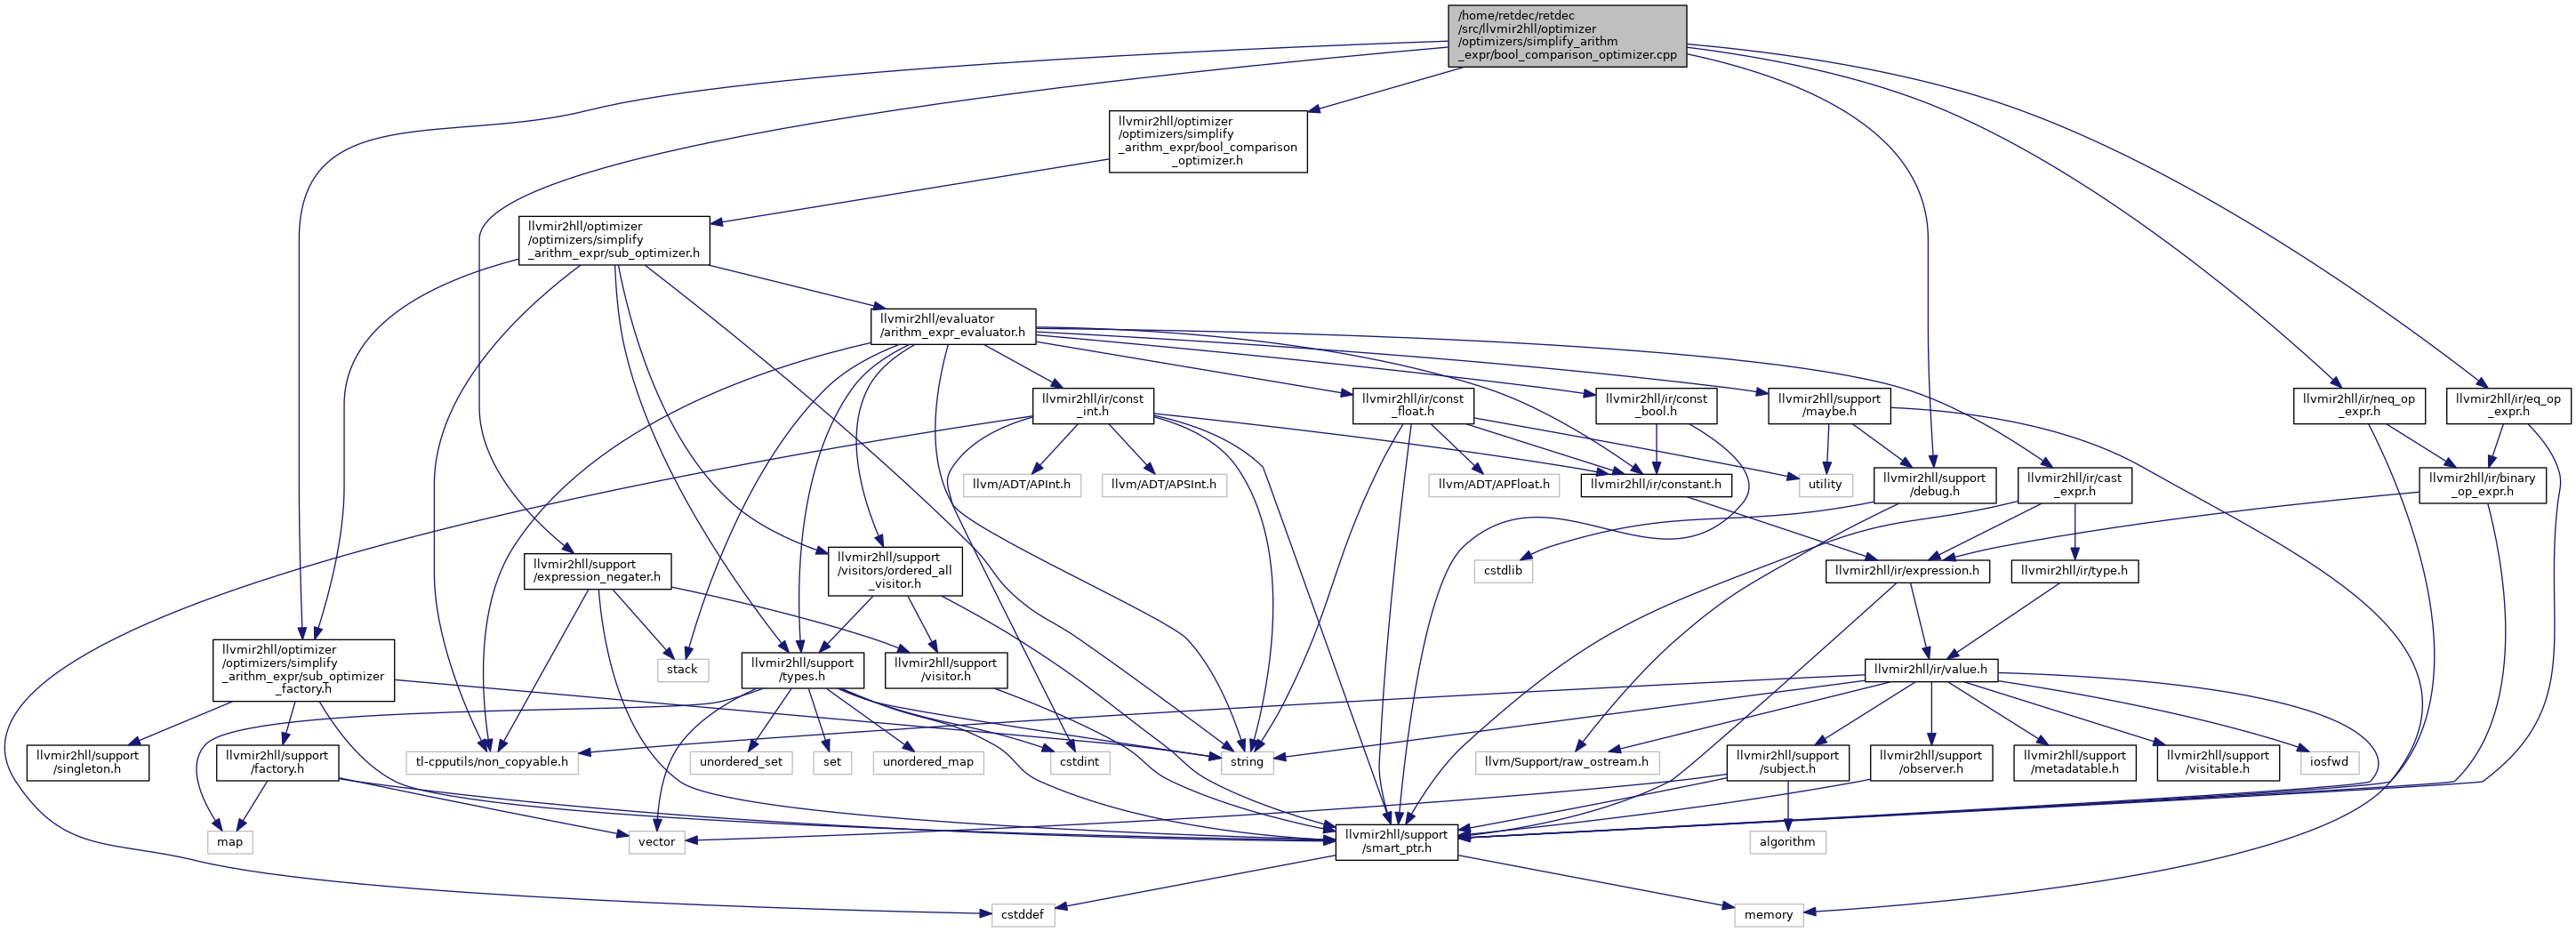 /home/retdec/retdec
/src/llvmir2hll/optimizer
/optimizers/simplify_arithm
_expr/bool_comparison_optimizer.cpp
llvmir2hll/optimizer
/optimizers/simplify
_arithm_expr/bool_comparison
_optimizer.h
llvmir2hll/optimizer
/optimizers/simplify
_arithm_expr/sub_optimizer.h
llvmir2hll/evaluator
/arithm_expr_evaluator.h
llvmir2hll/ir/const
_int.h
llvmir2hll/ir/const
_float.h
llvmir2hll/ir/const
_bool.h
llvmir2hll/support
/maybe.h
llvmir2hll/ir/neq_op
_expr.h
llvmir2hll/ir/eq_op
_expr.h
llvm/ADT/APInt.h
llvm/ADT/APSInt.h
llvm/ADT/APFloat.h
llvmir2hll/ir/constant.h
utility
llvmir2hll/support
/debug.h
llvmir2hll/ir/cast
_expr.h
llvmir2hll/ir/binary
_op_expr.h
llvmir2hll/support
/expression_negater.h
llvmir2hll/support
/visitors/ordered_all
_visitor.h
cstdlib
llvmir2hll/ir/expression.h
llvmir2hll/ir/type.h
llvmir2hll/optimizer
/optimizers/simplify
_arithm_expr/sub_optimizer
_factory.h
stack
llvmir2hll/support
/types.h
llvmir2hll/support
/visitor.h
llvmir2hll/ir/value.h
llvmir2hll/support
/singleton.h
llvmir2hll/support
/factory.h
tl-cpputils/non_copyable.h
unordered_set
set
unordered_map
cstdint
string
llvm/Support/raw_ostream.h
llvmir2hll/support
/subject.h
llvmir2hll/support
/observer.h
llvmir2hll/support
/metadatable.h
llvmir2hll/support
/visitable.h
iosfwd
map
vector
llvmir2hll/support
/smart_ptr.h
algorithm
cstddef
memory